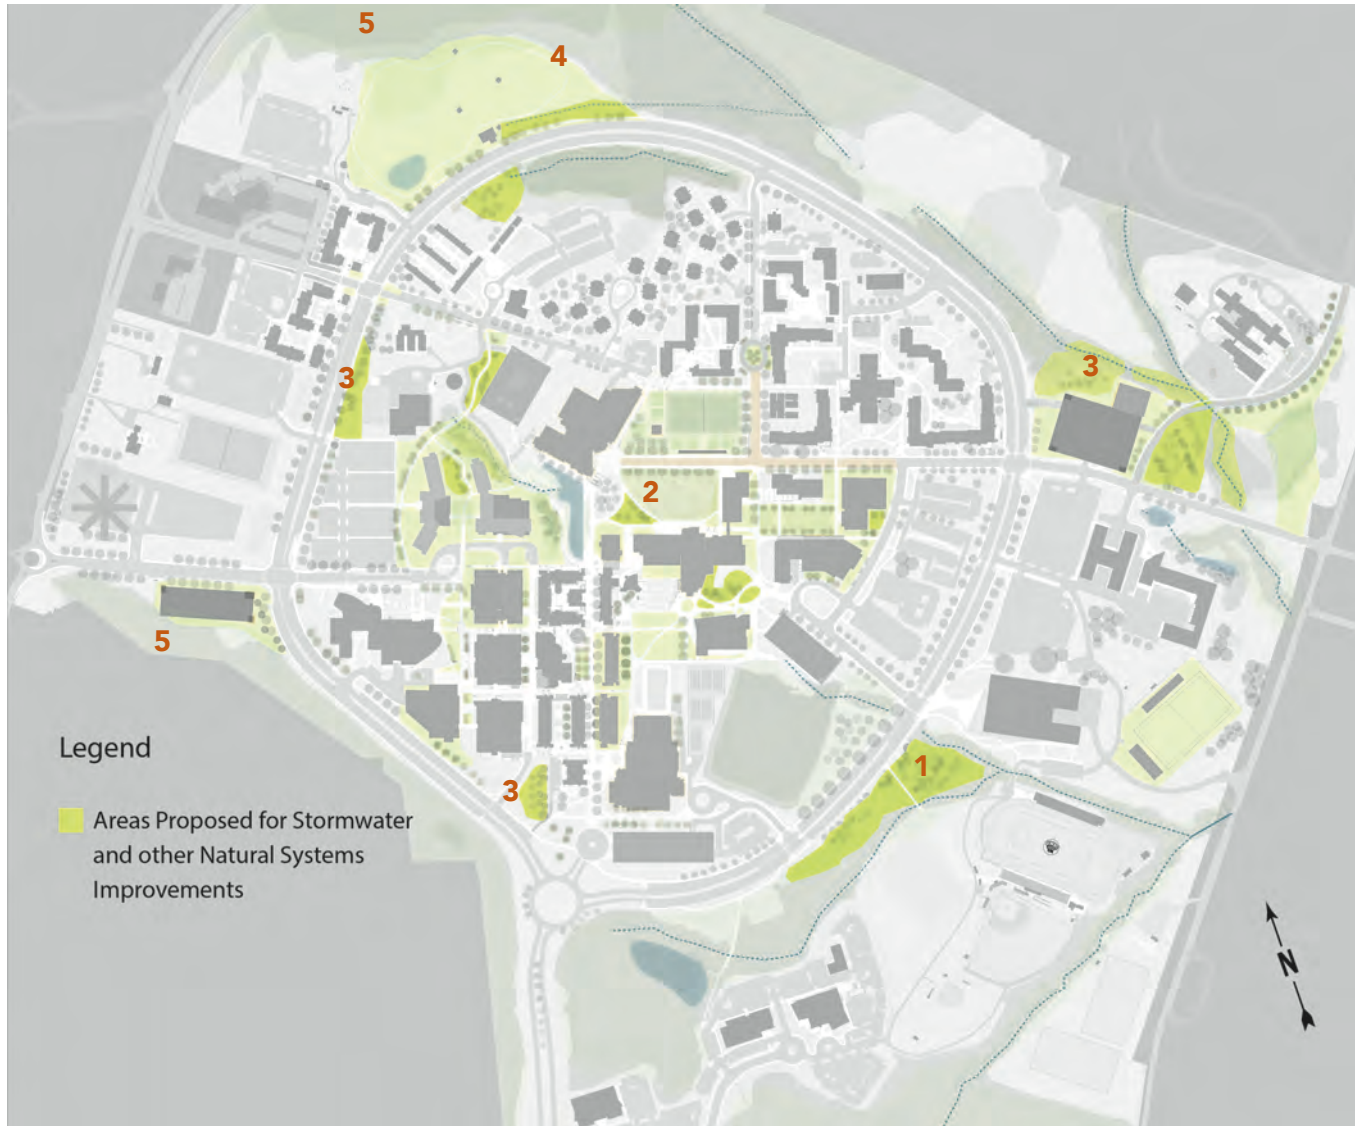 5
4
3
3
2
5
Legend
1
3
Areas Proposed for Stormwater
and other Natural Systems
Improvements
N